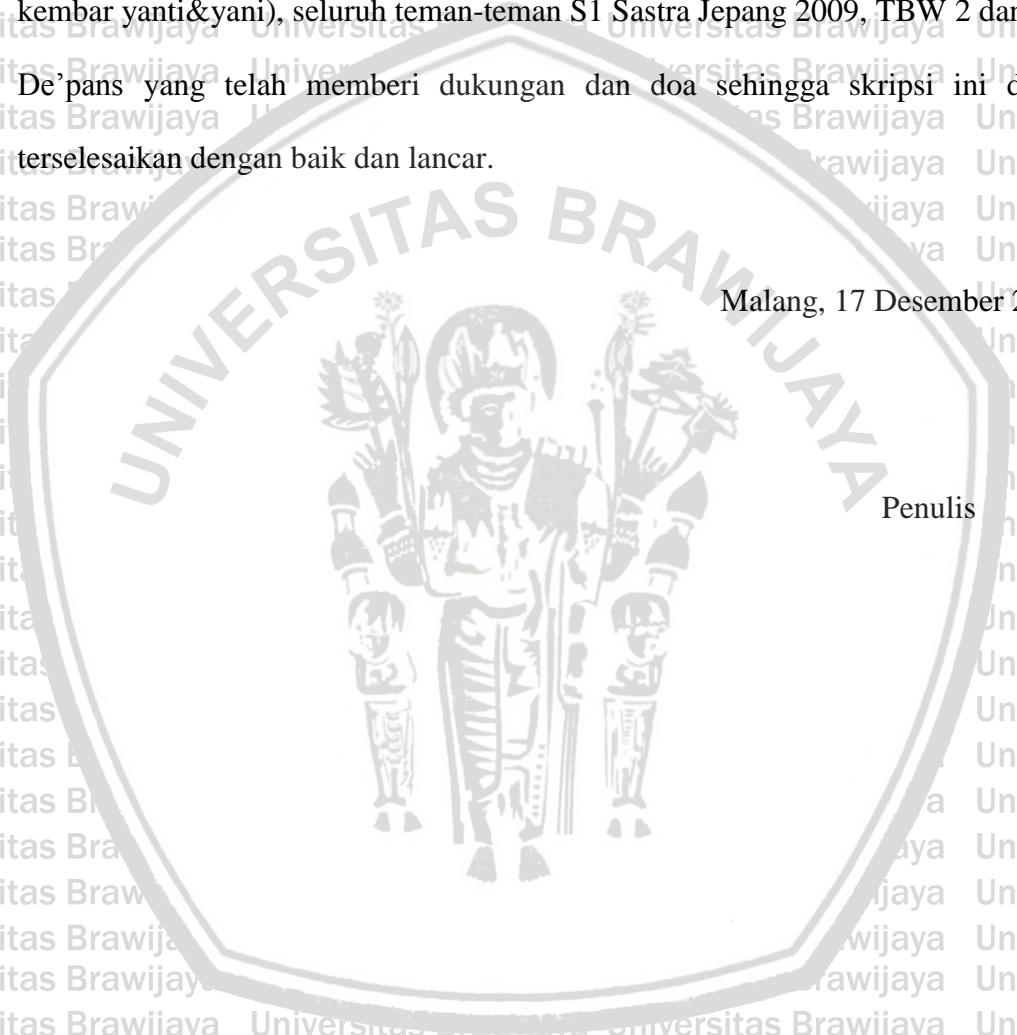 kembar yanti&yani), seluruh teman-teman S1 Sastra Jepang 2009, TBW 2 dan
De’pans yang telah memberi dukungan dan doa sehingga skripsi ini d
terselesaikan dengan baik dan lancar.
UNIVERSITAS BRAWIJAYA
Malang, 17 Desember 2
Penulis